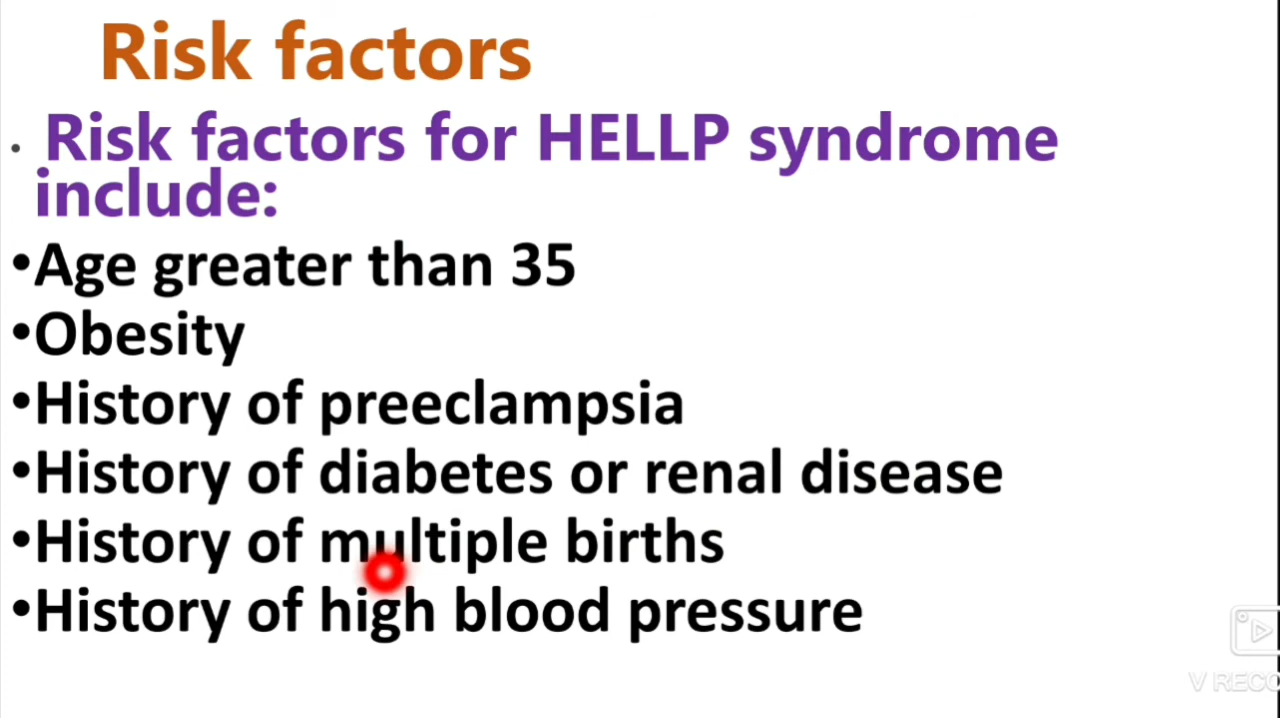 Risk factors
• Risk factors for HELLP syndrome
include:
•Age greater than 35
•Obesity
•History of preeclampsia
•History of diabetes or renal disease
•History of multiple births
•History of high blood pressure
V RECO